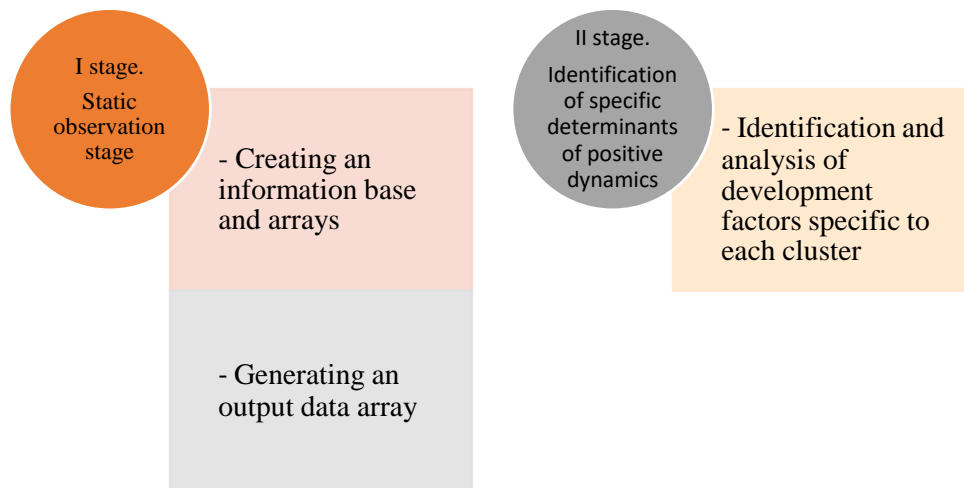 I stage.
Static
observation
stage
- Creating an
information base
and arrays
- Generating an
output data array
II stage.
Identification
of specific
determinants
of positive
dynamics
- Identification and
analysis of
development
factors specific to
each cluster